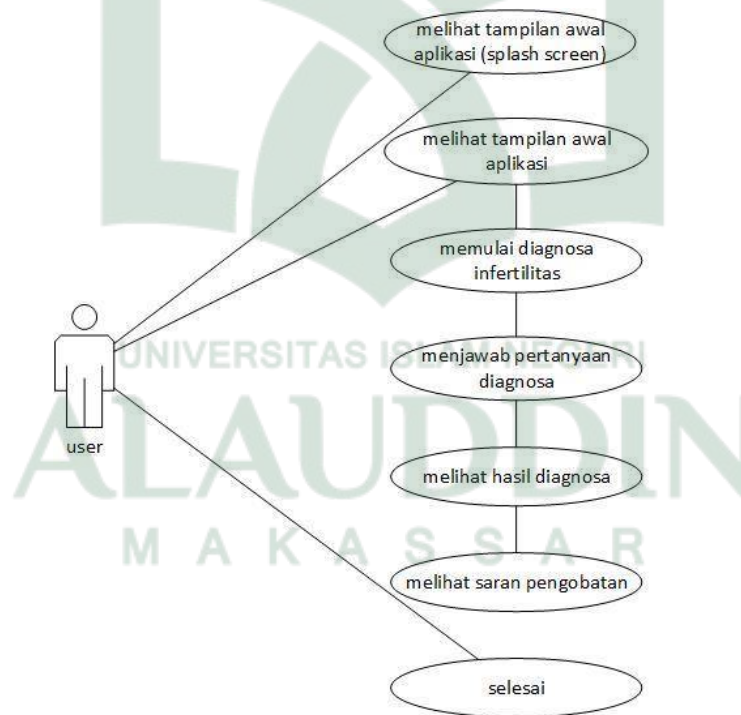 melihat tampilan awal
aplikasi (splash screen)
melihat tampilan awal
aplikasi
memulai diagnosa
infertilitas
UNIVERSITAS ISLAM NEGERI
menjawab pertanyaan
diagnosa
user
ALAUDDIN
melihat hasil diagnosa
MAKASSAR
melihat saran pengobatan
selesai